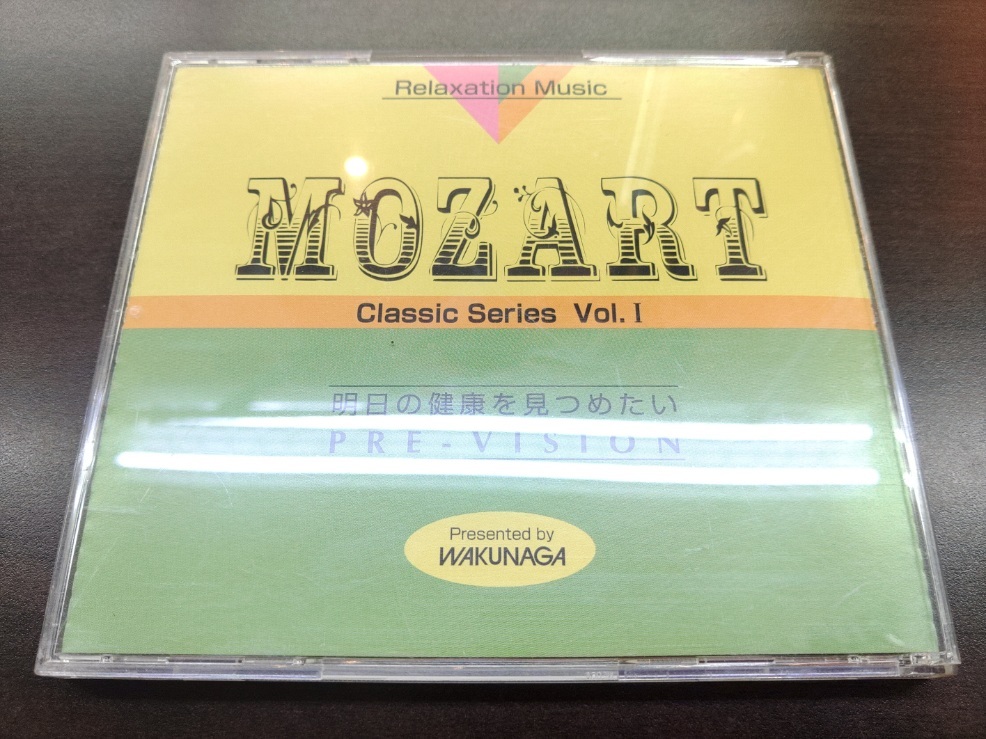 Relaxation Music
MOZART
Classic Series Vol. I
明日の健康を見つめたい
PRE-VISION
Presented by
WAKUNAGA